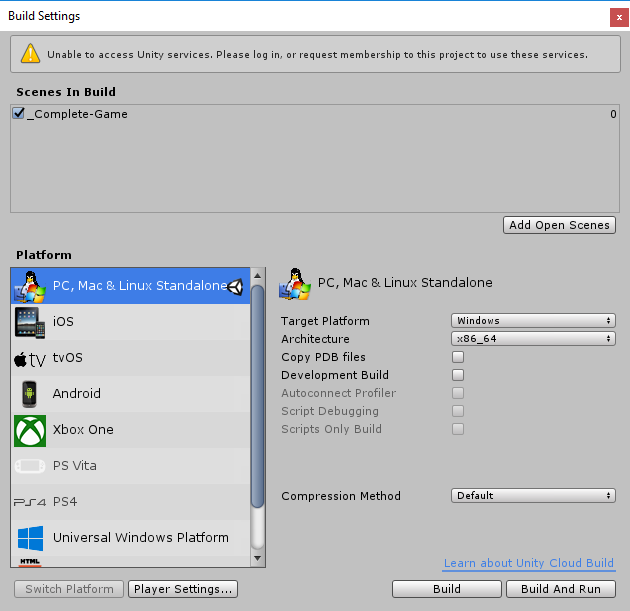 Build Settings
x
Unable to access Unity services. Please log in, or request membership to this project to use these services.
Scenes In Build
_Complete-Game 0
Add Open Scenes
Platform
PC, Mac & Linux Standalone
iOS
tv tvOS
Android
Xbox One
PS Vita
PS4 PS4
Universal Windows Platform
HTML
PC, Mac & Linux Standalone
Target Platform Windows
Architecture x86_64
Copy PDB files
Development Build
Autoconnect Profiler
Script Debugging
Scripts Only Build
Compression Method Default
Learn about Unity Cloud Build
Switch Platform Player Settings... Build Build And Run